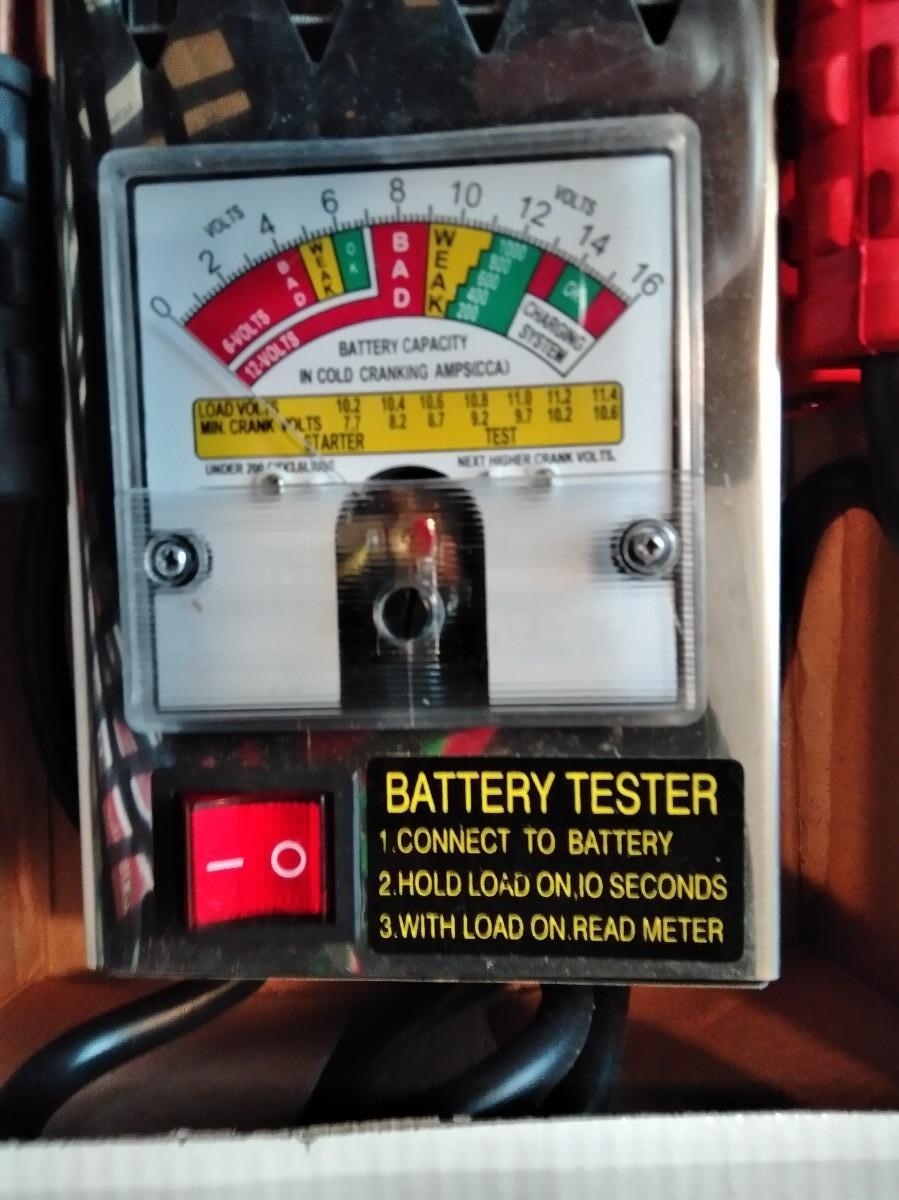 VOLTS VOLTS
0 2 4 6 8 10 12 14 16
BAD WEAK OK
BAD WEAK
1000
800
600
400
200
OK
6-VOLTS
12-VOLTS
CHARGING
SYSTEM
BATTERY CAPACITY
IN COLD CRANKING AMPS(CCA)
LOAD VOLTS 10.2 10.4 10.6 10.8 11.0 11.2 11.4
MIN. CRANK VOLTS 7.7 8.2 8.7 9.2 9.7 10.2 10.6
STARTER TEST
UNDER 200 NEXT HIGHER CRANK VOLTS.
BATTERY TESTER
1.CONNECT TO BATTERY
2.HOLD LOAD ON,10 SECONDS
3.WITH LOAD ON.READ METER